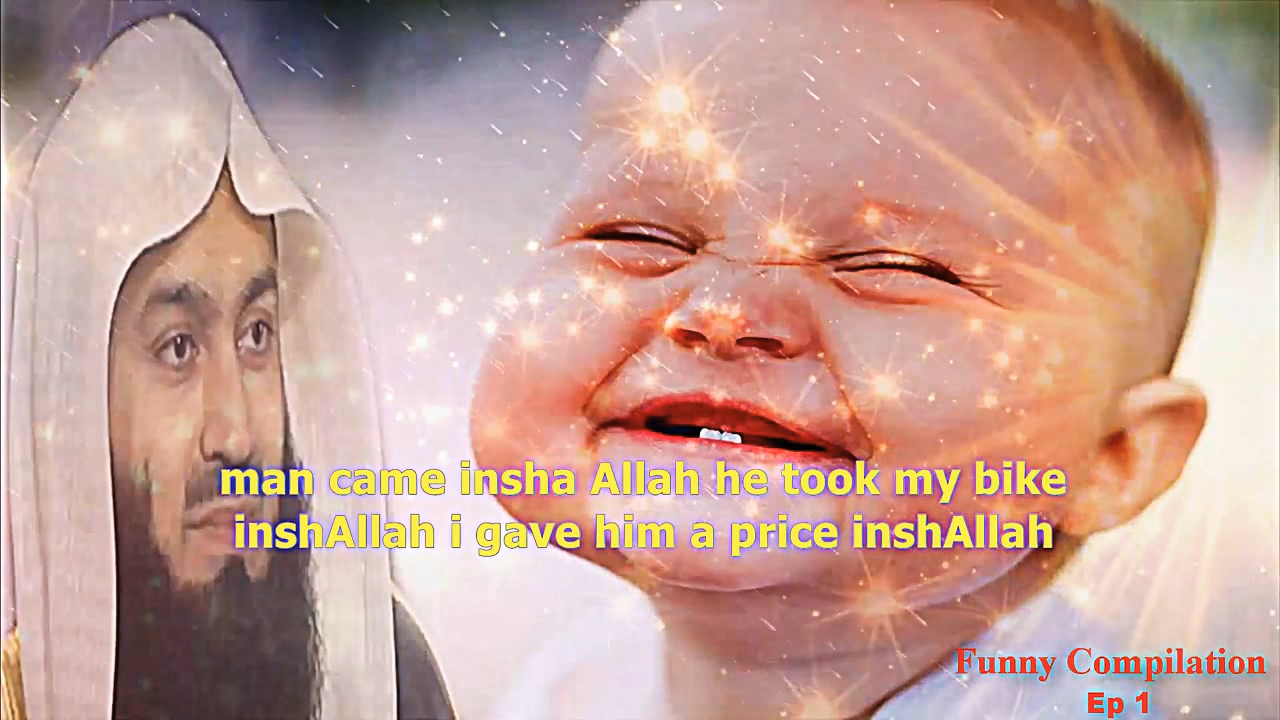 man came insha Allah he took my bike
inshAllah i gave him a price inshAllah
Funny Compilation
Ep 1